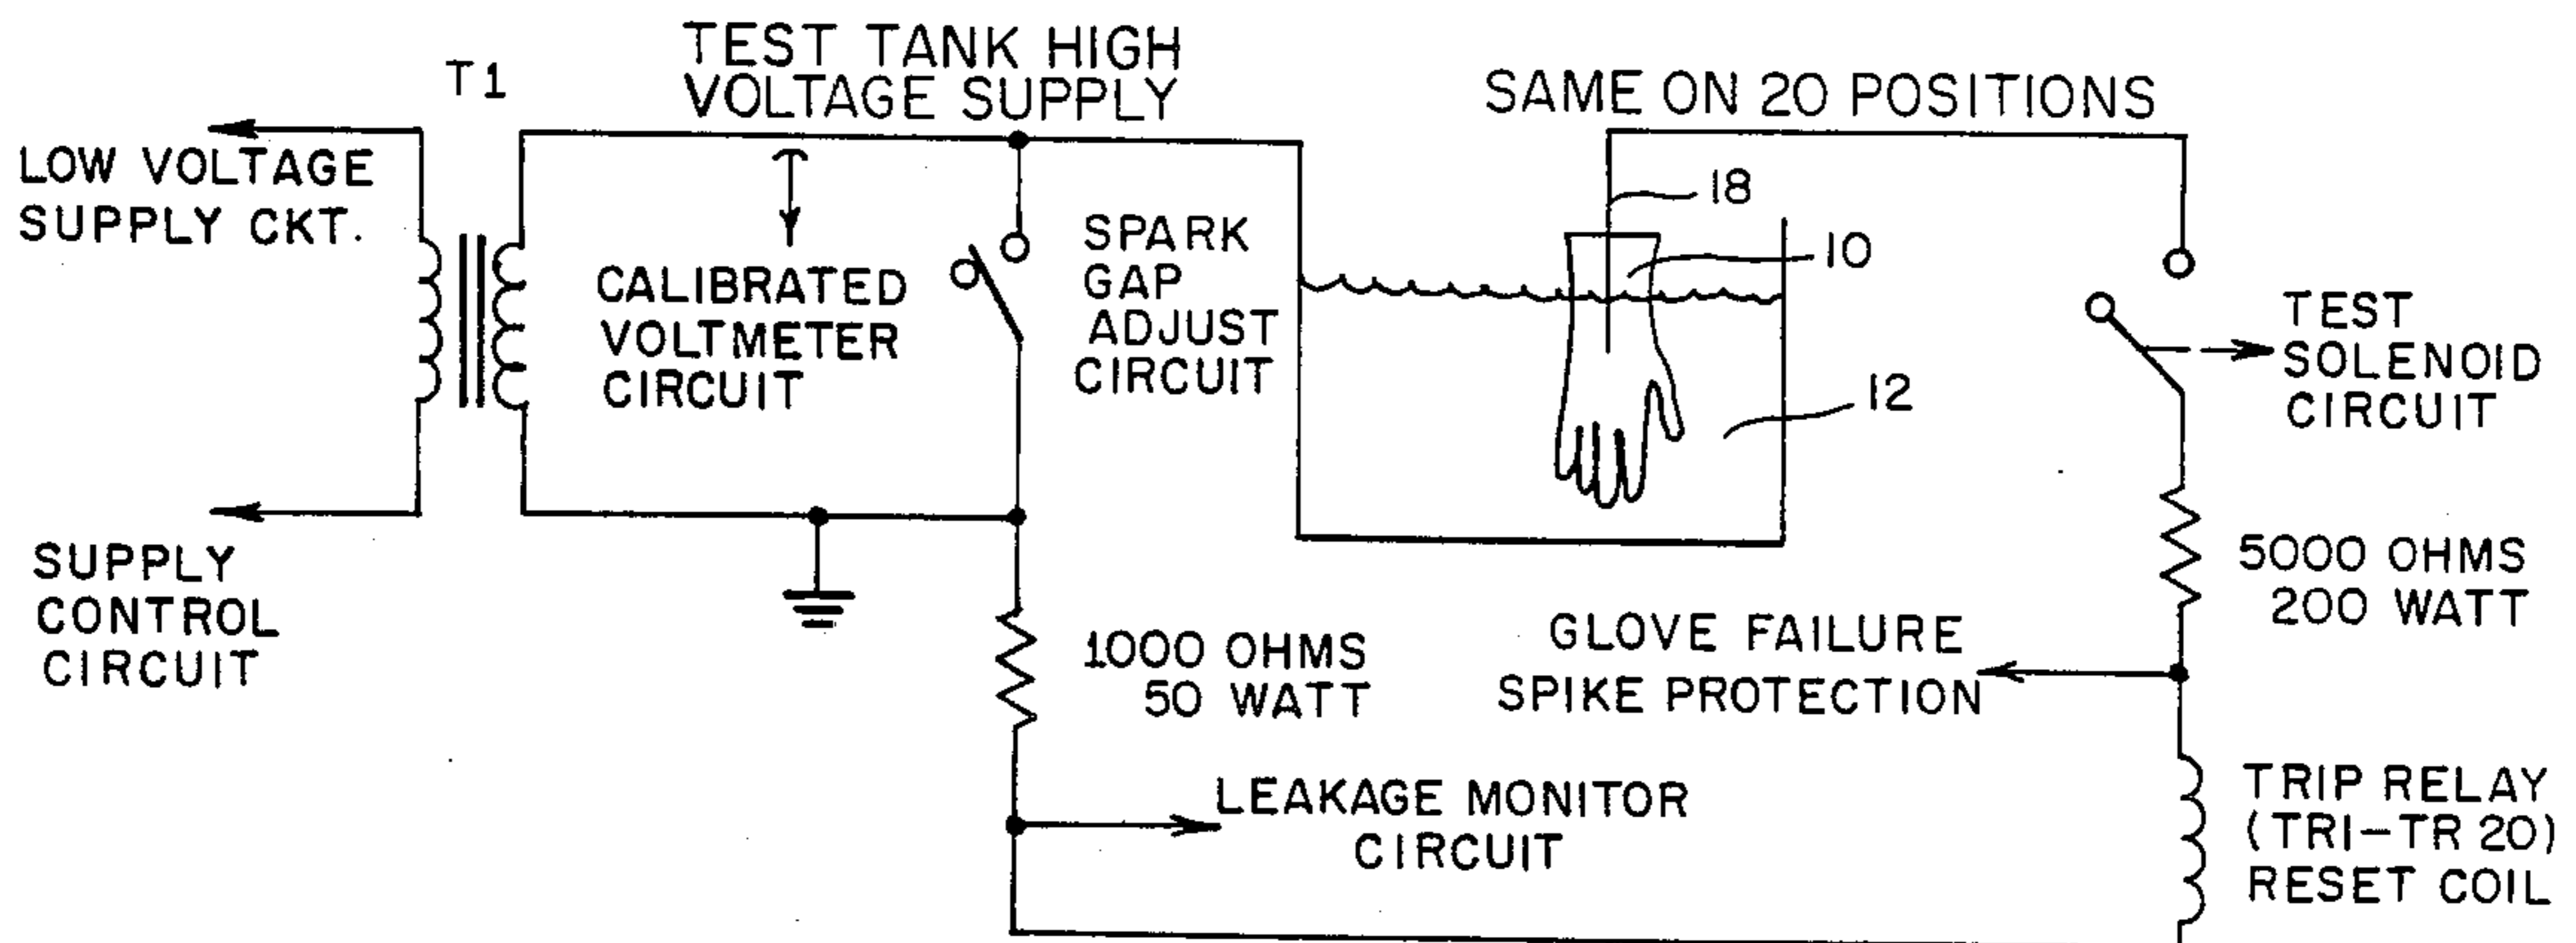 T1
TEST TANK HIGH
VOLTAGE SUPPLY
SAME ON 20 POSITIONS
LOW VOLTAGE
SUPPLY CKT.
CALIBRATED
VOLTMETER
CIRCUIT
SPARK
GAP
ADJUST
CIRCUIT
18
10
12
TEST
SOLENOID
CIRCUIT
SUPPLY
CONTROL
CIRCUIT
1000 OHMS
50 WATT
5000 OHMS
200 WATT
GLOVE FAILURE
SPIKE PROTECTION
LEAKAGE MONITOR
CIRCUIT
TRIP RELAY
(TRI-TR 20)
RESET COIL